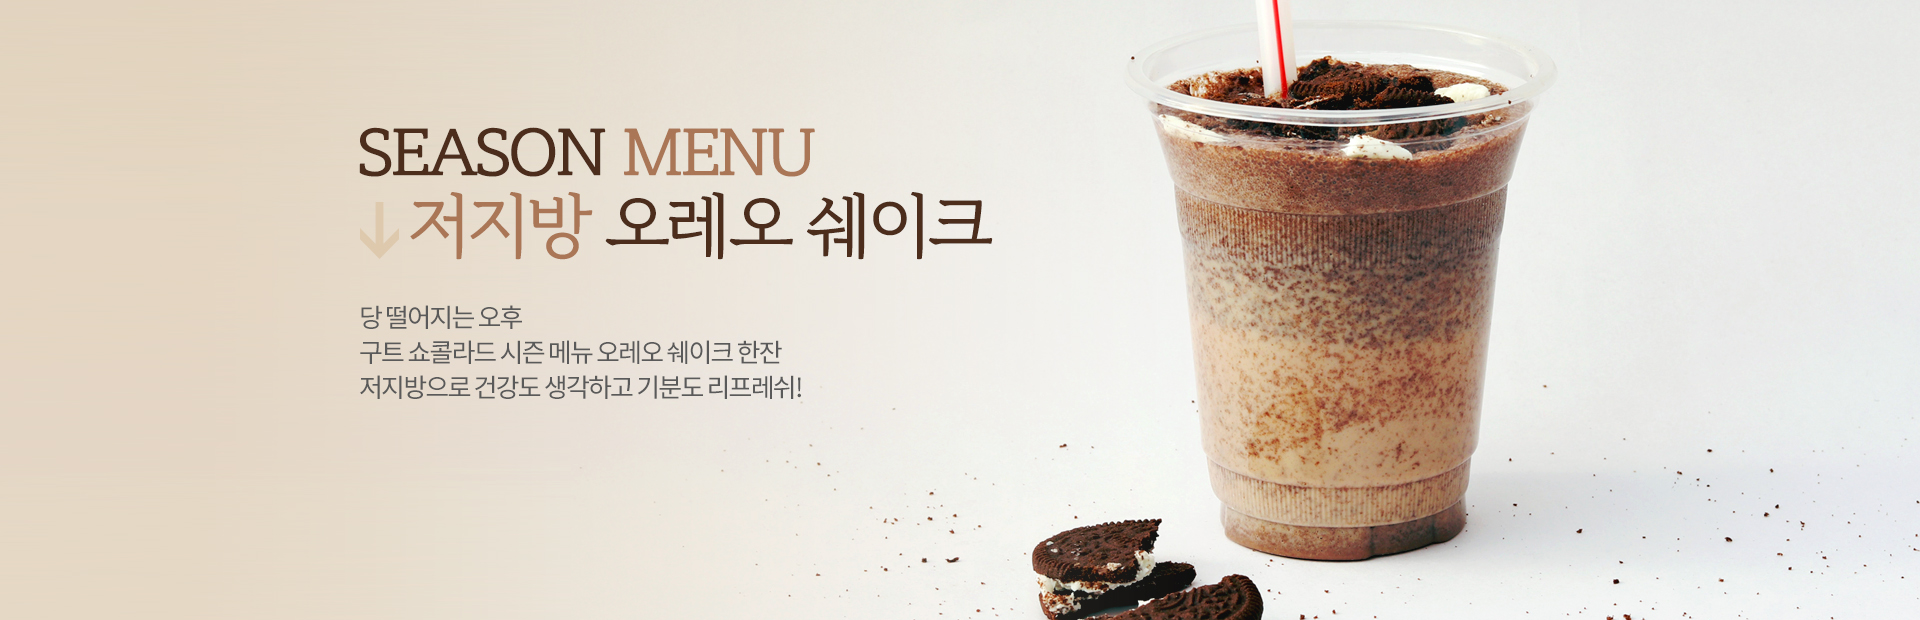 SEASON MENU
↓저지방 오레오 쉐이크
당 떨어지는 오후
구트 쇼콜라드 시즌 메뉴 오레오 쉐이크 한잔
저지방으로 건강도 생각하고 기분도 리프레쉬!